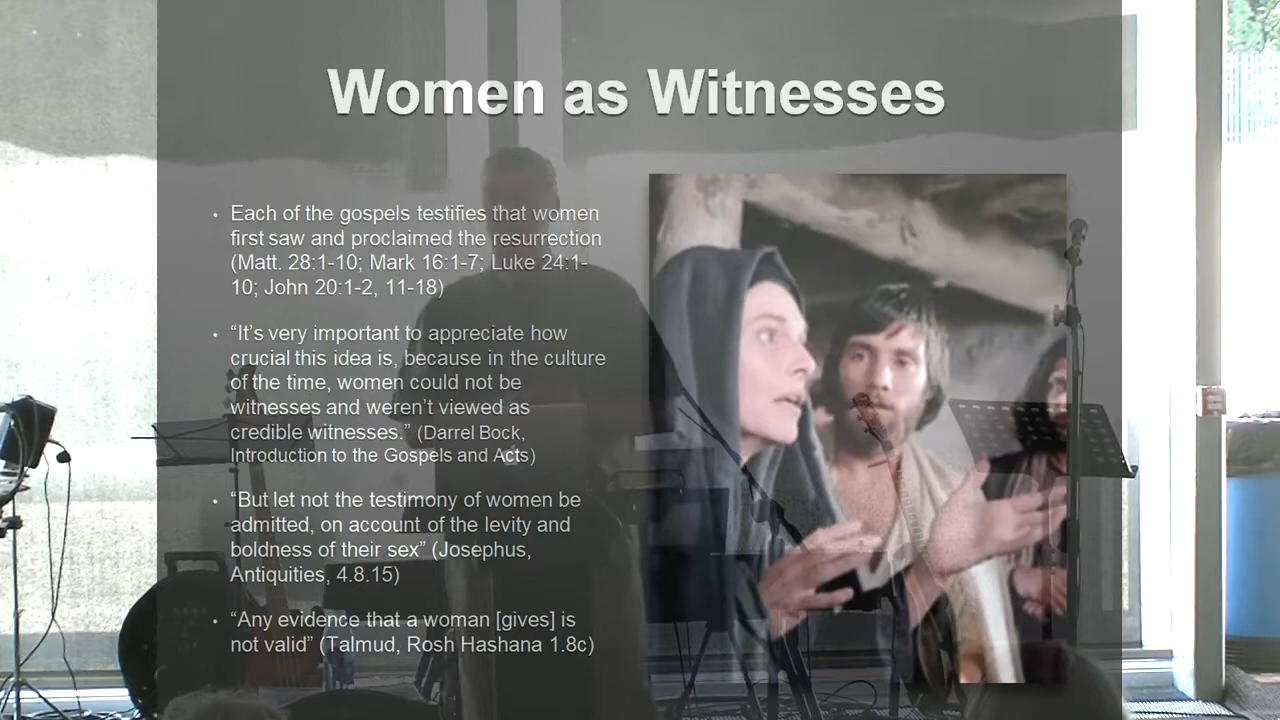 Women as Witnesses
• Each of the gospels testifies that women
first saw and proclaimed the resurrection
(Matt. 28:1-10; Mark 16:1-7; Luke 24:1-
10; John 20:1-2, 11-18)
• “It’s very important to appreciate how
crucial this idea is, because in the culture
of the time, women could not be
witnesses and weren’t viewed as
credible witnesses.” (Darrel Bock,
Introduction to the Gospels and Acts)
• “But let not the testimony of women be
admitted, on account of the levity and
boldness of their sex” (Josephus,
Antiquities, 4.8.15)
• “Any evidence that a woman [gives] is
not valid” (Talmud, Rosh Hashana 1.8c)